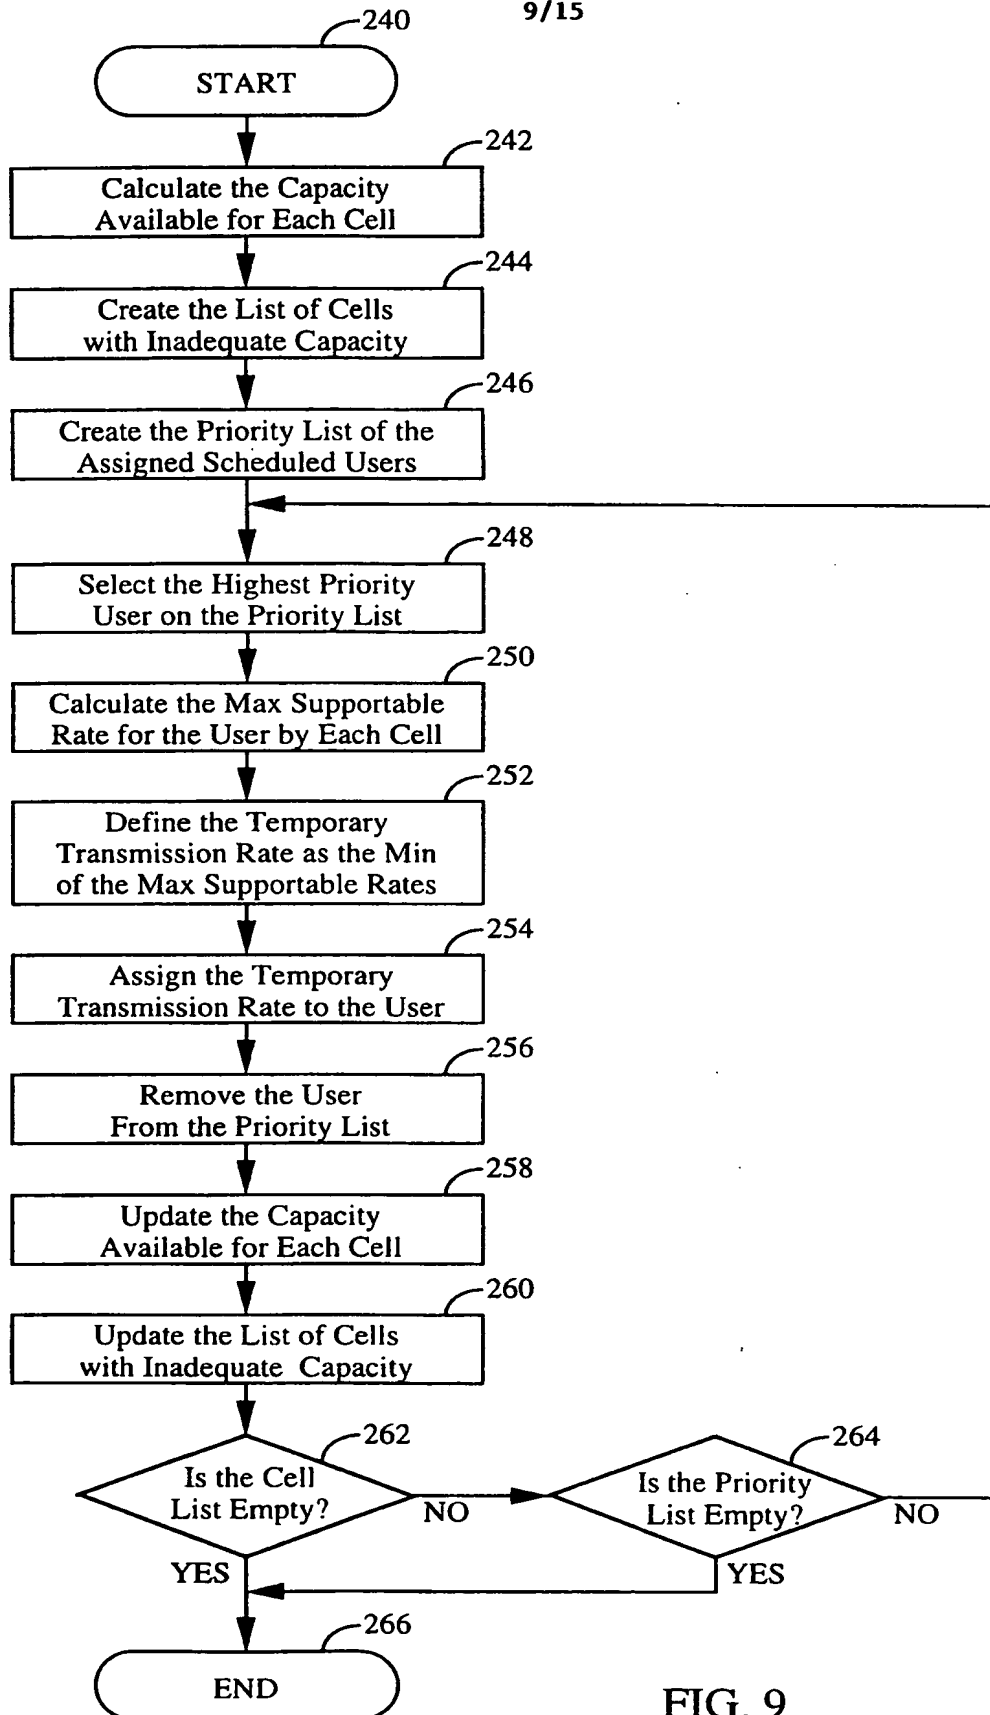 9/15
240
START
242
Calculate the Capacity
Available for Each Cell
244
Create the List of Cells
with Inadequate Capacity
246
Create the Priority List of the
Assigned Scheduled Users
248
Select the Highest Priority
User on the Priority List
250
Calculate the Max Supportable
Rate for the User by Each Cell
252
Define the Temporary
Transmission Rate as the Min
of the Max Supportable Rates
254
Assign the Temporary
Transmission Rate to the User
256
Remove the User
From the Priority List
258
Update the Capacity
Available for Each Cell
260
Update the List of Cells
with Inadequate Capacity
262
Is the Cell
List Empty?
NO
264
Is the Priority
List Empty?
NO
YES
YES
266
END
FIG. 9